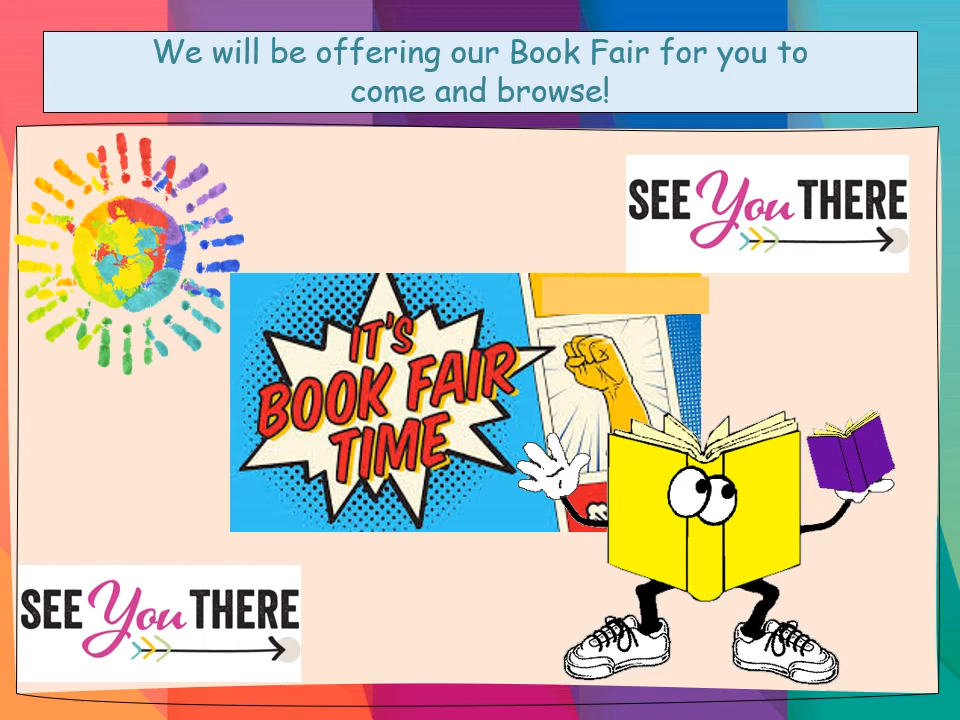 We will be offering our Book Fair for you to
come and browse!
SEE You THERE
IT'S
BOOK FAIR
TIME
SEE You THERE